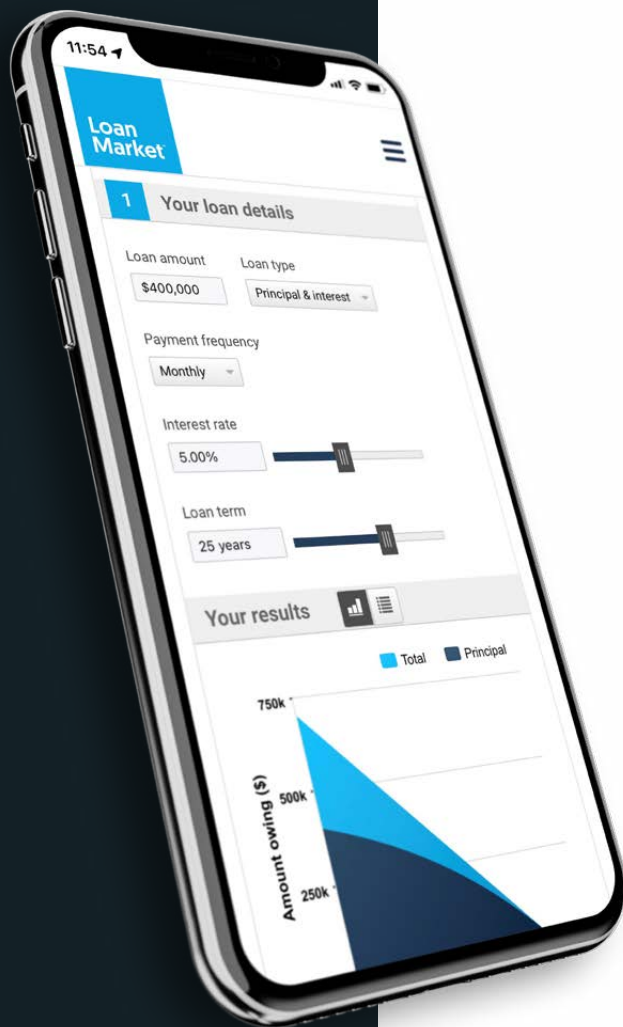 11:54
Loan
Market
1 Your loan details
Loan amount Loan type
$400,000 Principal & interest
Payment frequency
Monthly
Interest rate
5.00%
Loan term
25 years
Your results
Total Principal
750k
500k
250k
Amount owing ($)